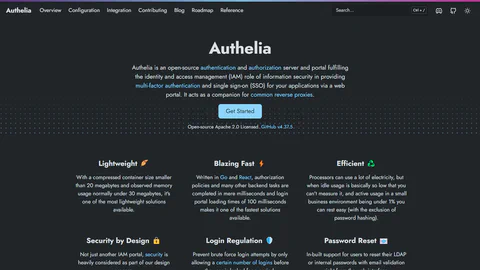 Authelia Overview Configuration Integration Contributing Blog Roadmap Reference Search... Ctrl + /
Authelia
Authelia is an open-source authentication and authorization server and portal fulfilling
the identity and access management (IAM) role of information security in providing
multi-factor authentication and single sign-on (SSO) for your applications via a web
portal. It acts as a companion for common reverse proxies.
Get Started
Open-source Apache 2.0 Licensed. GitHub v4.37.5
Lightweight
With a compressed container size smaller
than 20 megabytes and observed memory
usage normally under 30 megabytes, it's
one of the most lightweight solutions
available.
Blazing Fast
Written in Go and React, authorization
policies and many other backend tasks are
completed in mere milliseconds and login
portal loading times of 100 milliseconds
makes it one of the fastest solutions
available.
Efficient
Processors can use a lot of electricity, but
when idle usage is basically so low that you
can't measure it, and active usage in a small
business environment being under 1% you
can rest easy (with the exclusion of
password hashing).
Security by Design
Not just another IAM portal, security is
heavily considered as part of our design
Login Regulation
Prevent brute force login attempts by only
allowing a certain number of logins before
Password Reset
In-built support for users to reset their LDAP
or internal passwords with email validation